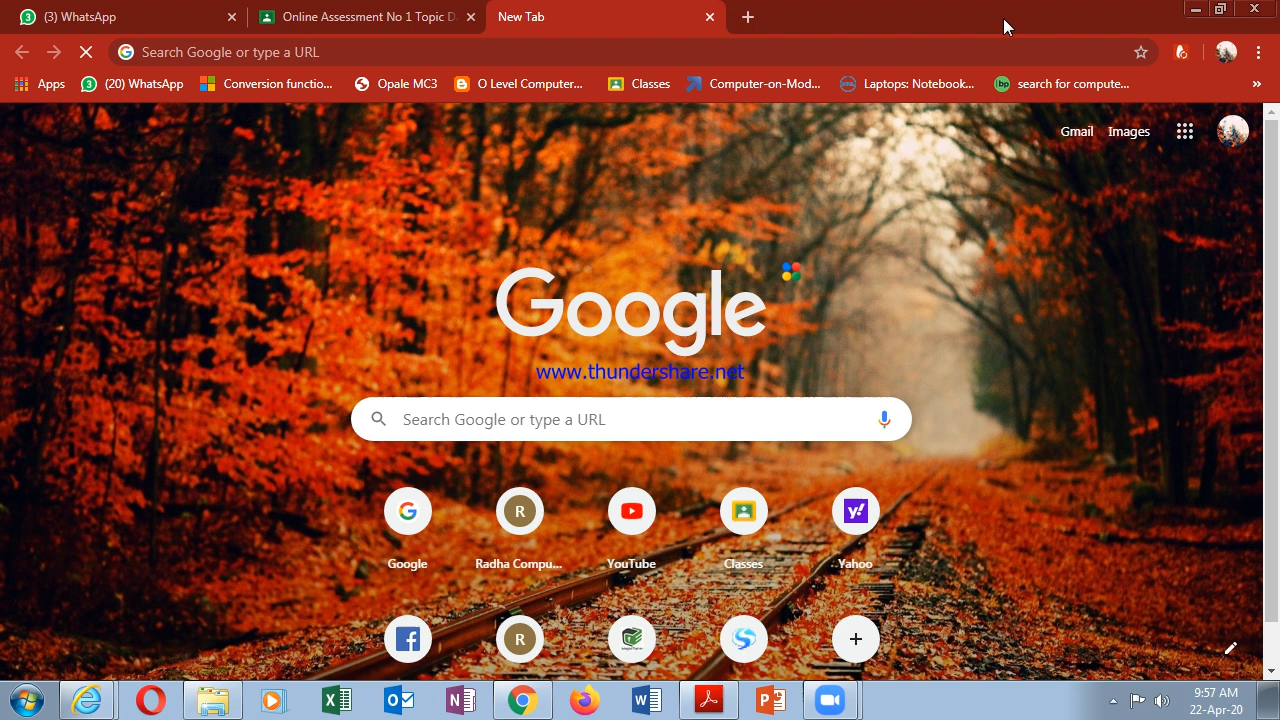 (3) WhatsApp
Online Assessment No 1 Topic D
New Tab
Search Google or type a URL
Apps
(20) WhatsApp
Conversion functio...
Opale MC3
O Level Computer...
Classes
Computer-on-Mod...
Laptops: Notebook...
search for compute...
»
Gmail
Images
Google
www.thundershare.net
Search Google or type a URL
R
Google
Radha Compu...
YouTube
Classes
Yahoo
R
9:57 AM
22-Apr-20